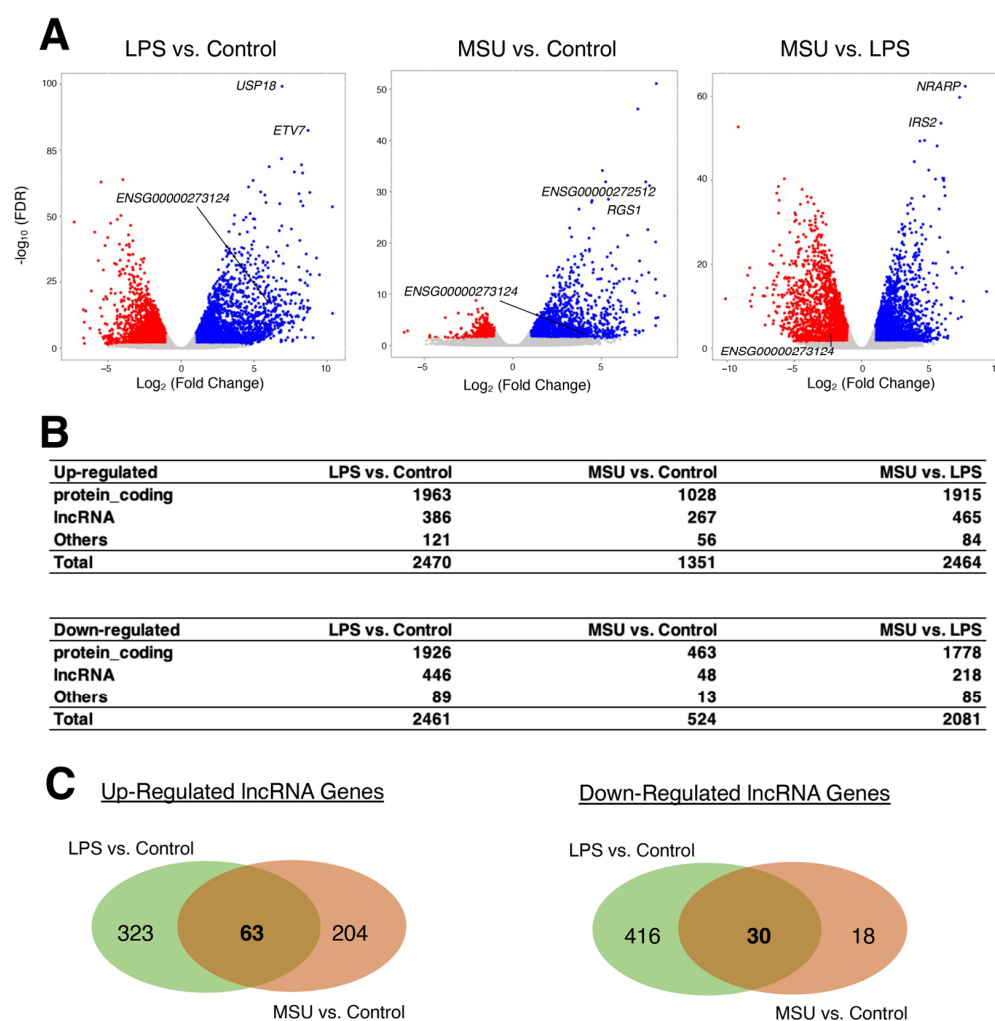 A
LPS vs. Control
MSU vs. Control
MSU vs. LPS
-log10 (FDR)
100
85
50
25
0
USP18
ETV7
ENSG00000273124
−5
0
5
10
Log2 (Fold Change)
50
40
30
20
10
0
ENSG00000272512
RGS1
ENSG00000273124
−5
0
5
Log2 (Fold Change)
60
40
20
0
NRARP
IRS2
ENSG00000273124
−10
−5
0
5
Log2 (Fold Change)
B
Up-regulated LPS vs. Control MSU vs. Control MSU vs. LPS
protein_coding 1963 1028 1915
lncRNA 386 267 465
Others 121 56 84
Total 2470 1351 2464
Down-regulated LPS vs. Control MSU vs. Control MSU vs. LPS
protein_coding 1926 463 1778
lncRNA 446 48 218
Others 89 13 85
Total 2461 524 2081
C
Up-Regulated lncRNA Genes
LPS vs. Control
323 63 204
MSU vs. Control
Down-Regulated lncRNA Genes
LPS vs. Control
416 30 18
MSU vs. Control